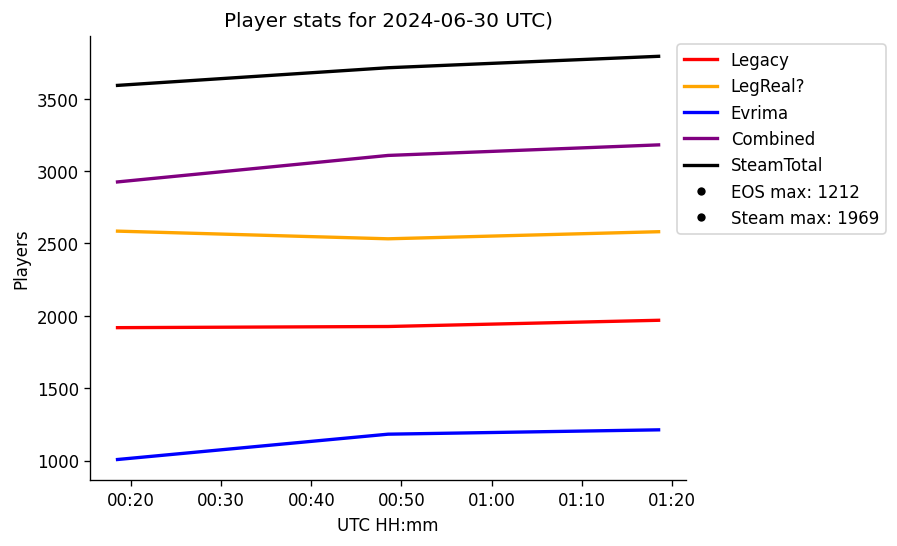 Player stats for 2024-06-30 UTC)
Legacy
LegReal?
Evrima
Combined
SteamTotal
EOS max: 1212
Steam max: 1969
Players
3500
3000
2500
2000
1500
1000
00:20 00:30 00:40 00:50 01:00 01:10 01:20
UTC HH:mm